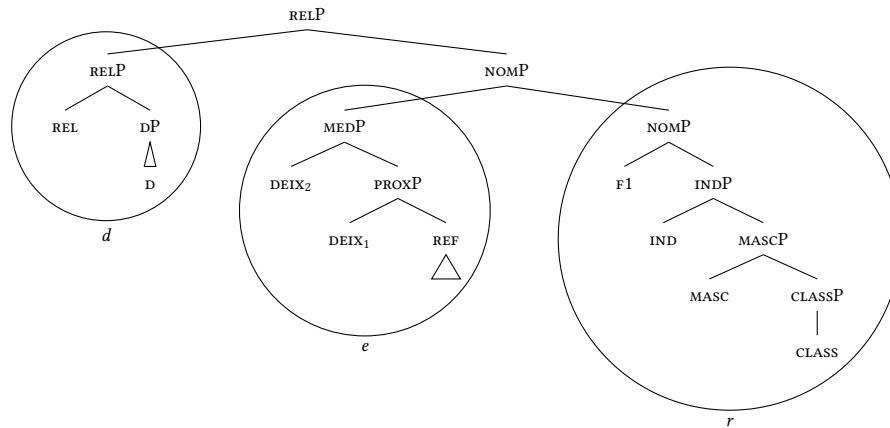 RELP
RELP NOMP
REL DP MEDP NOMP
D DEIX2 PROXP F1 INDP
DEIX1 REF IND MASCP
MASC CLASSP
CLASS
d e r